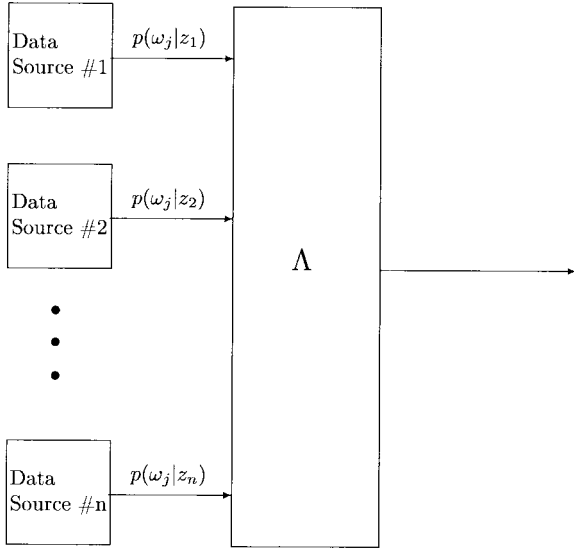 Data
Source #1
p(ω_j|z_1)
Data
Source #2
p(ω_j|z_2)
Λ
Data
Source #n
p(ω_j|z_n)